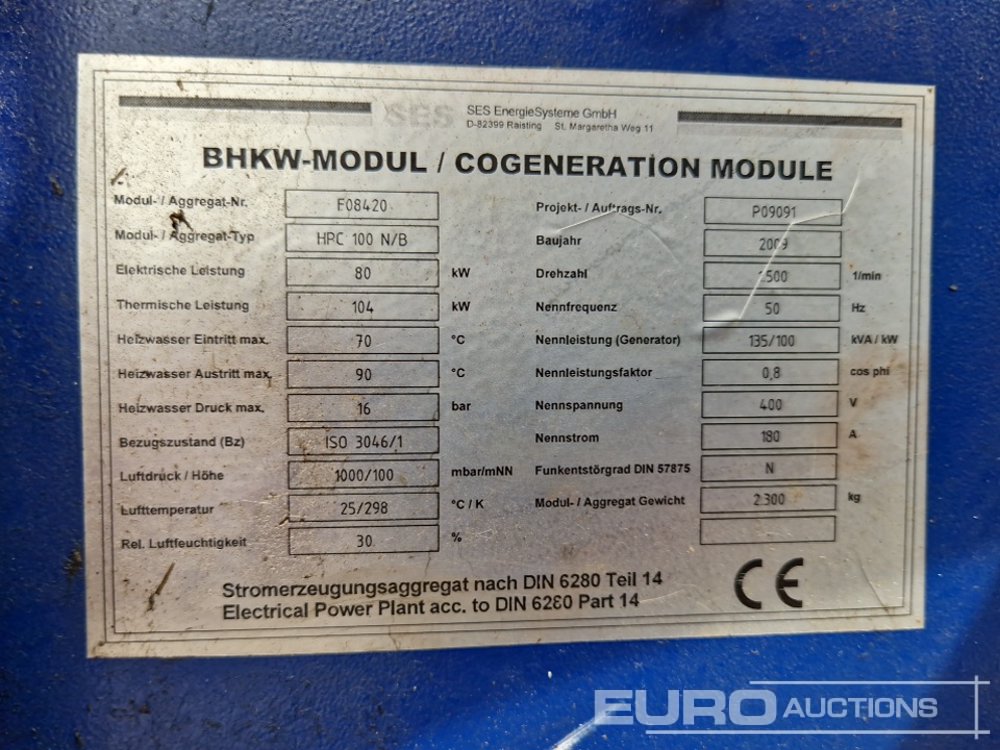 SES
SES EnergieSysteme GmbH
D-82399 Raisting St. Margaretha Weg 11
BHKW-MODUL / COGENERATION MODULE
Modul- / Aggregat-Nr. F08420
Modul- / Aggregat-Typ HPC 100 N/B
Elektrische Leistung 80 kW
Thermische Leistung 104 kW
Heizwasser Eintritt max. 70 °C
Heizwasser Austritt max. 90 °C
Heizwasser Druck max. 16 bar
Bezugszustand (Bz) ISO 3046/1
Luftdruck / Höhe 1000/100 mbar/mNN
Lufttemperatur 25/298 °C / K
Rel. Luftfeuchtigkeit 30 %
Projekt- / Auftrags-Nr. P09091
Baujahr 2009
Drehzahl 1500 1/min
Nennfrequenz 50 Hz
Nennleistung (Generator) 135/100 kVA / kW
Nennleistungsfaktor 0,8 cos phi
Nennspannung 400 V
Nennstrom 180 A
Funkentstörgrad DIN 57875 N
Modul- / Aggregat Gewicht 2.300 kg
Stromerzeugungsaggregat nach DIN 6280 Teil 14
Electrical Power Plant acc. to DIN 6280 Part 14
CE
EURO AUCTIONS